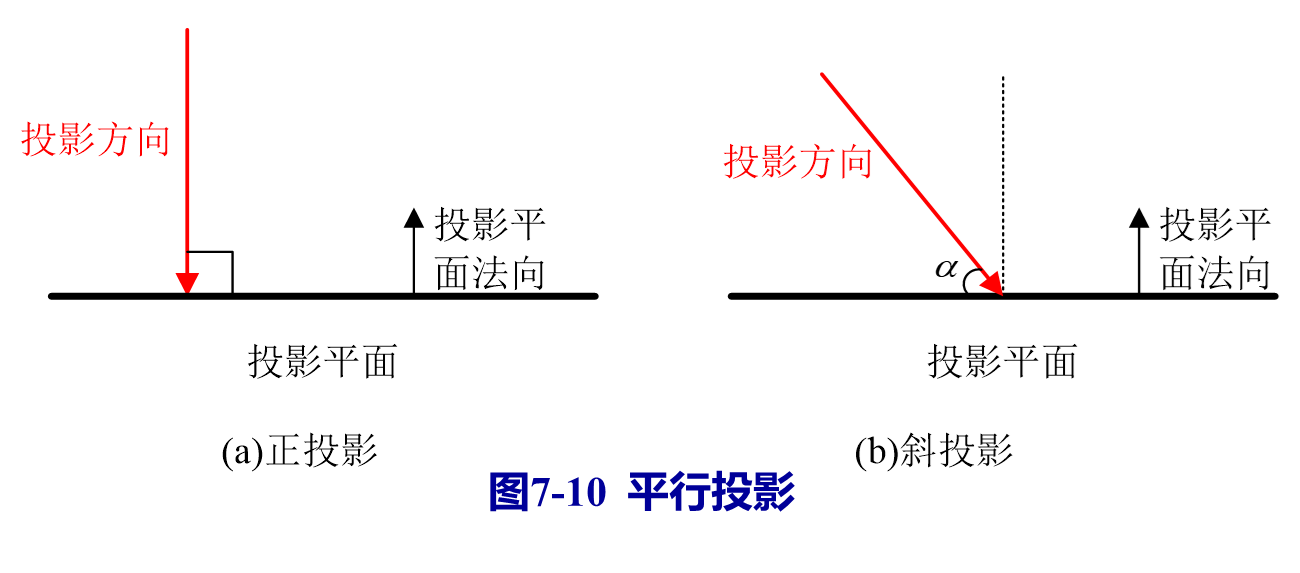 投影方向
投影平
面法向
投影平面
(a)正投影
投影方向
α
投影平
面法向
投影平面
(b)斜投影
图7-10 平行投影